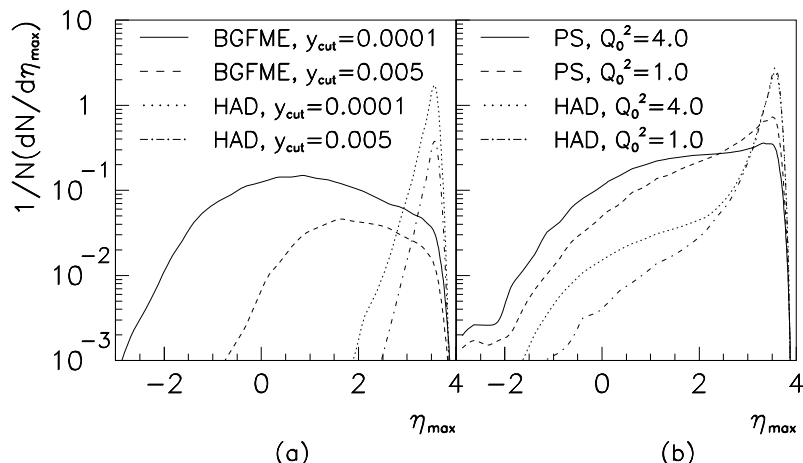 1/N(dN/dη_max)
10
1
10^-1
10^-2
10^-3
BGFME, y_cut=0.0001
BGFME, y_cut=0.005
HAD, y_cut=0.0001
HAD, y_cut=0.005
-2 0 2 4
η_max
(a)
PS, Q_0^2=4.0
PS, Q_0^2=1.0
HAD, Q_0^2=4.0
HAD, Q_0^2=1.0
-2 0 2 4
η_max
(b)